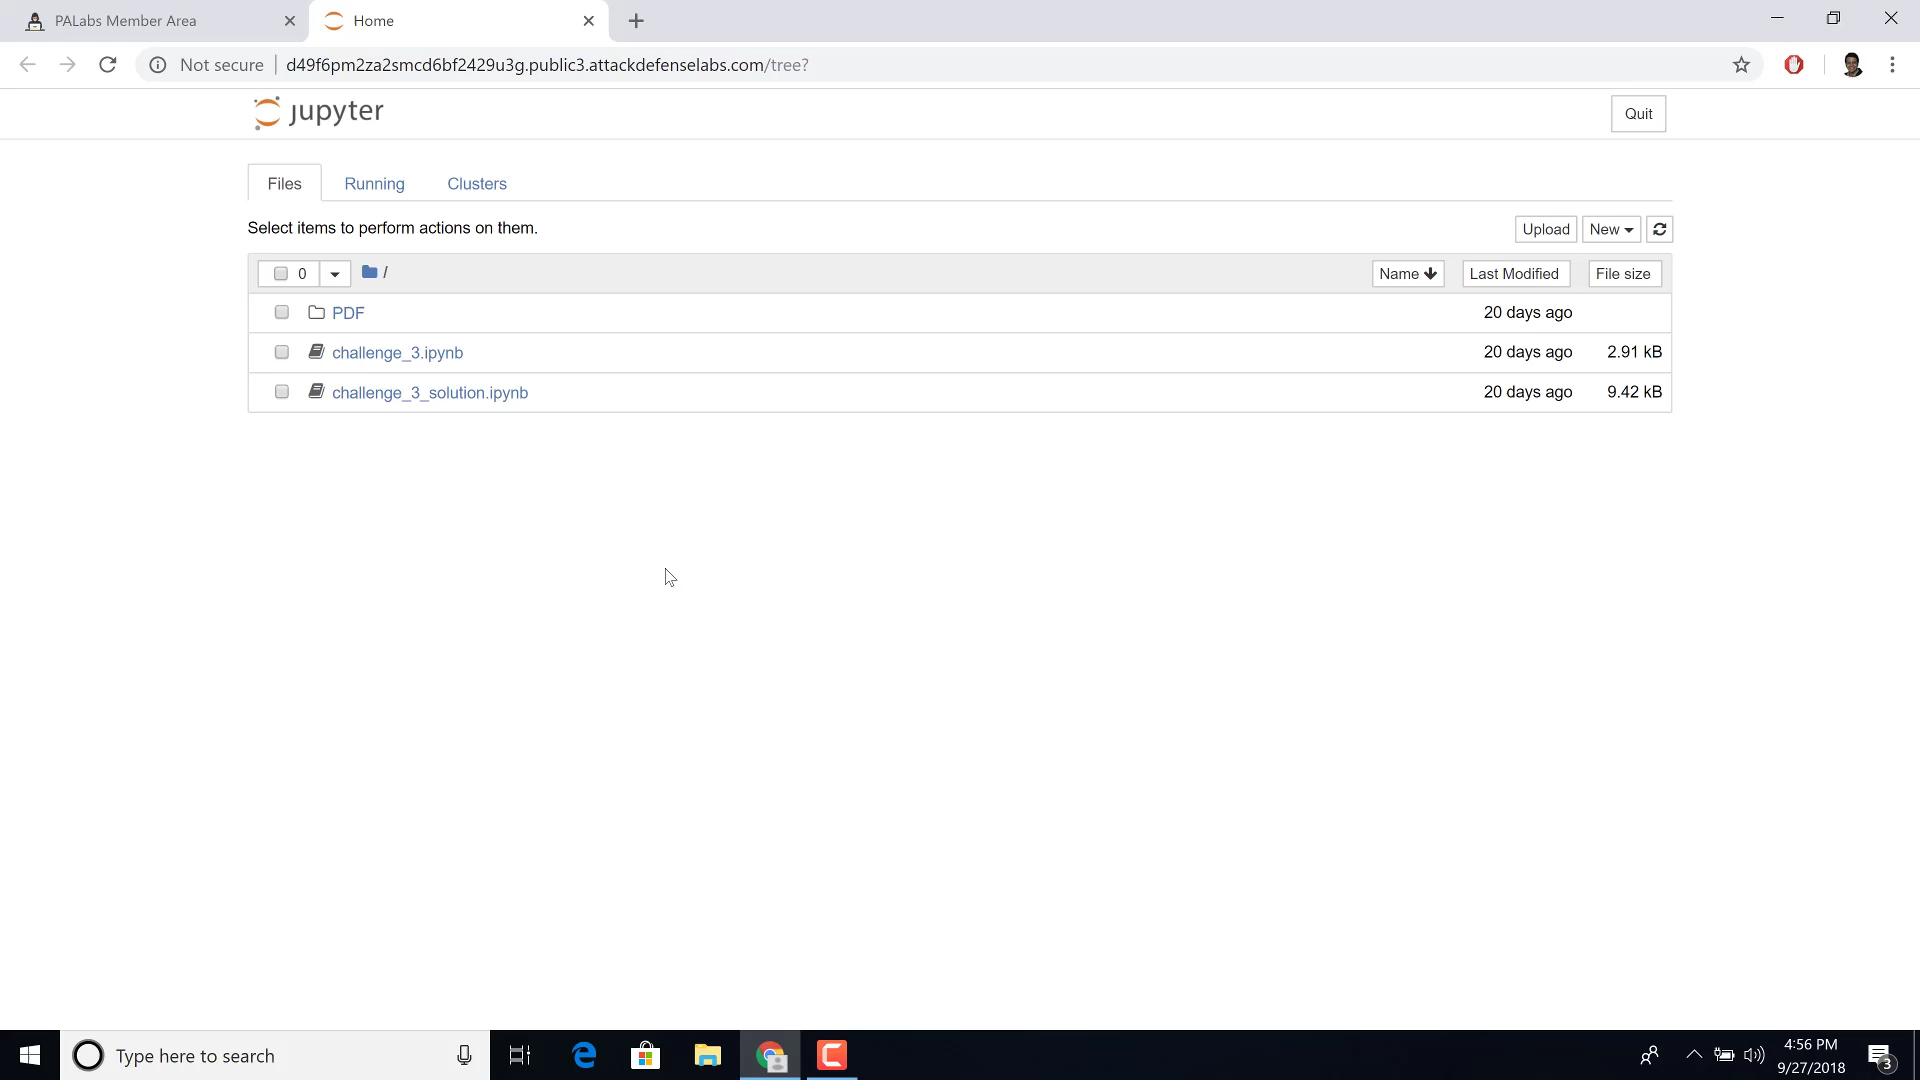 PALabs Member Area
Home
Not secure
d49f6pm2za2smcd6bf2429u3g.public3.attackdefenselabs.com/tree?
jupyter
Quit
Files
Running
Clusters
Select items to perform actions on them.
Upload
New
0
/
Name
Last Modified
File size
PDF
20 days ago
challenge_3.ipynb
20 days ago
2.91 kB
challenge_3_solution.ipynb
20 days ago
9.42 kB
Type here to search
4:56 PM
9/27/2018
3